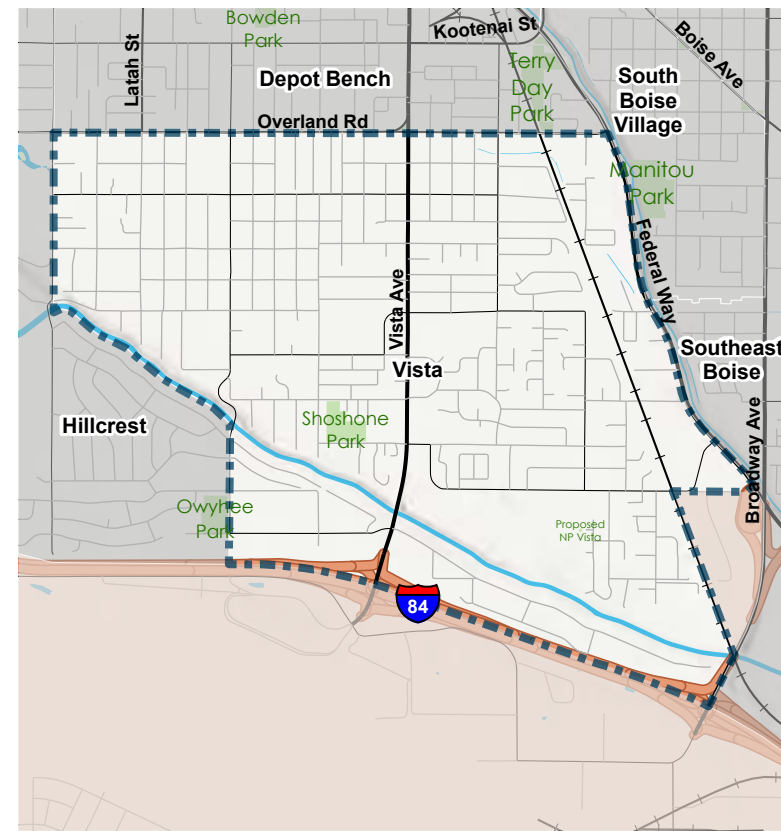 Bowden
Park
Kootenai St
Latah St
Boise Ave
Depot Bench
Terry
Day
Park
South
Boise
Village
Overland Rd
Manitou
Park
Federal Way
Vista Ave
Southeast
Boise
Vista
Shoshone
Park
Hillcrest
Broadway Ave
Owyhee
Park
Proposed
NP Vista
84